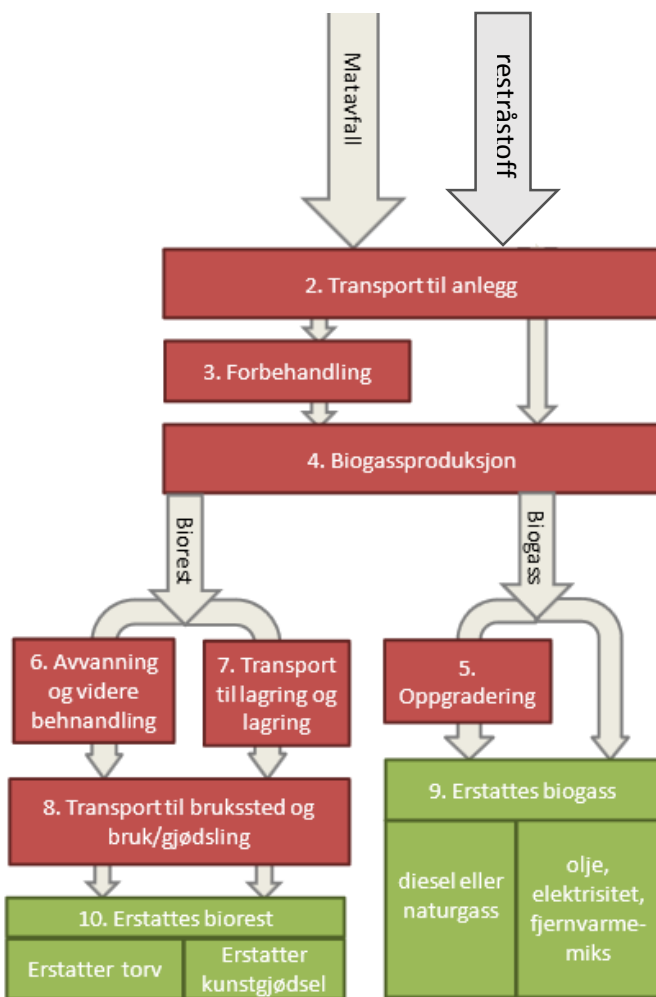 Matavfall
restråstoff
2. Transport til anlegg
3. Forbehandling
4. Biogassproduksjon
Biorest
Biogass
6. Avvanning
og videre
behnandling
7. Transport
til lagring og
lagring
5.
Oppgradering
8. Transport til brukssted og
bruk/gjødsling
9. Erstattes biogass
diesel eller
naturgass
olje,
elektrisitet,
fjernvarme-
miks
10. Erstattes biorest
Erstatter torv
Erstatter
kunstgjødsel